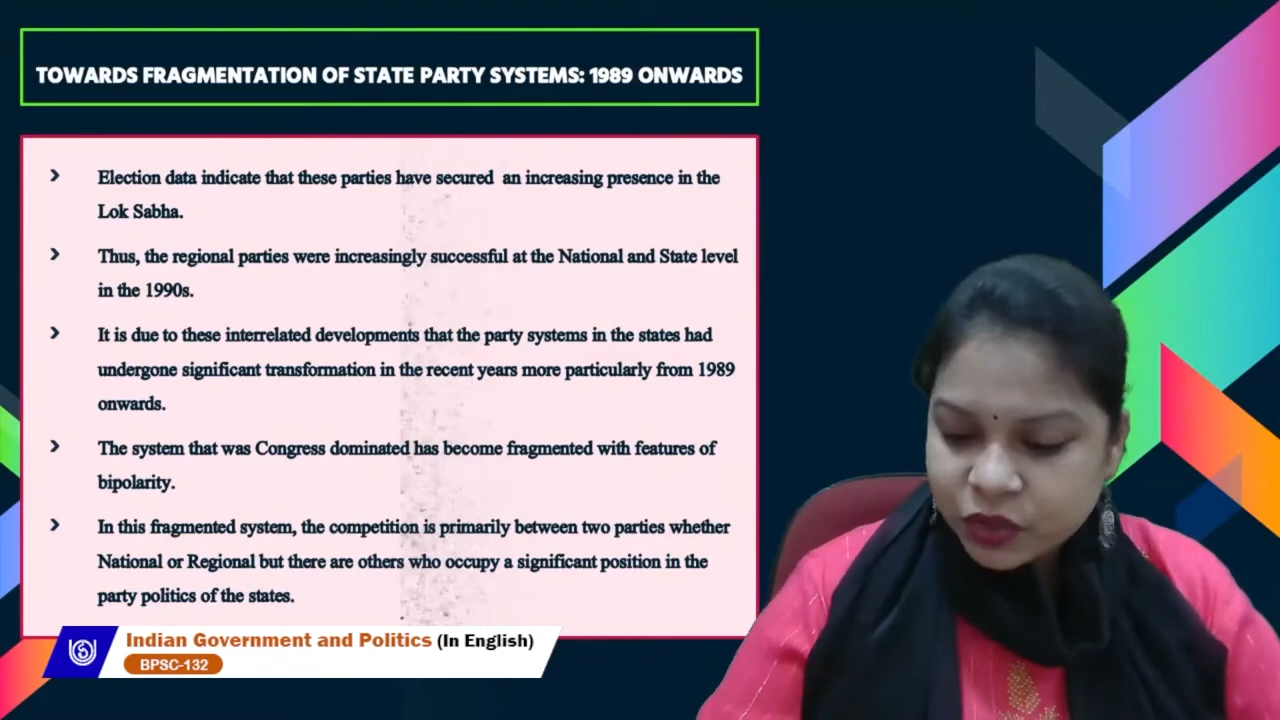 TOWARDS FRAGMENTATION OF STATE PARTY SYSTEMS: 1989 ONWARDS
Election data indicate that these parties have secured an increasing presence in the
Lok Sabha.
Thus, the regional parties were increasingly successful at the National and State level
in the 1990s.
It is due to these interrelated developments that the party systems in the states had
undergone significant transformation in the recent years more particularly from 1989
onwards.
The system that was Congress dominated has become fragmented with features of
bipolarity.
In this fragmented system, the competition is primarily between two parties whether
National or Regional but there are others who occupy a significant position in the
party politics of the states.
Indian Government and Politics (In English)
BPSC-132